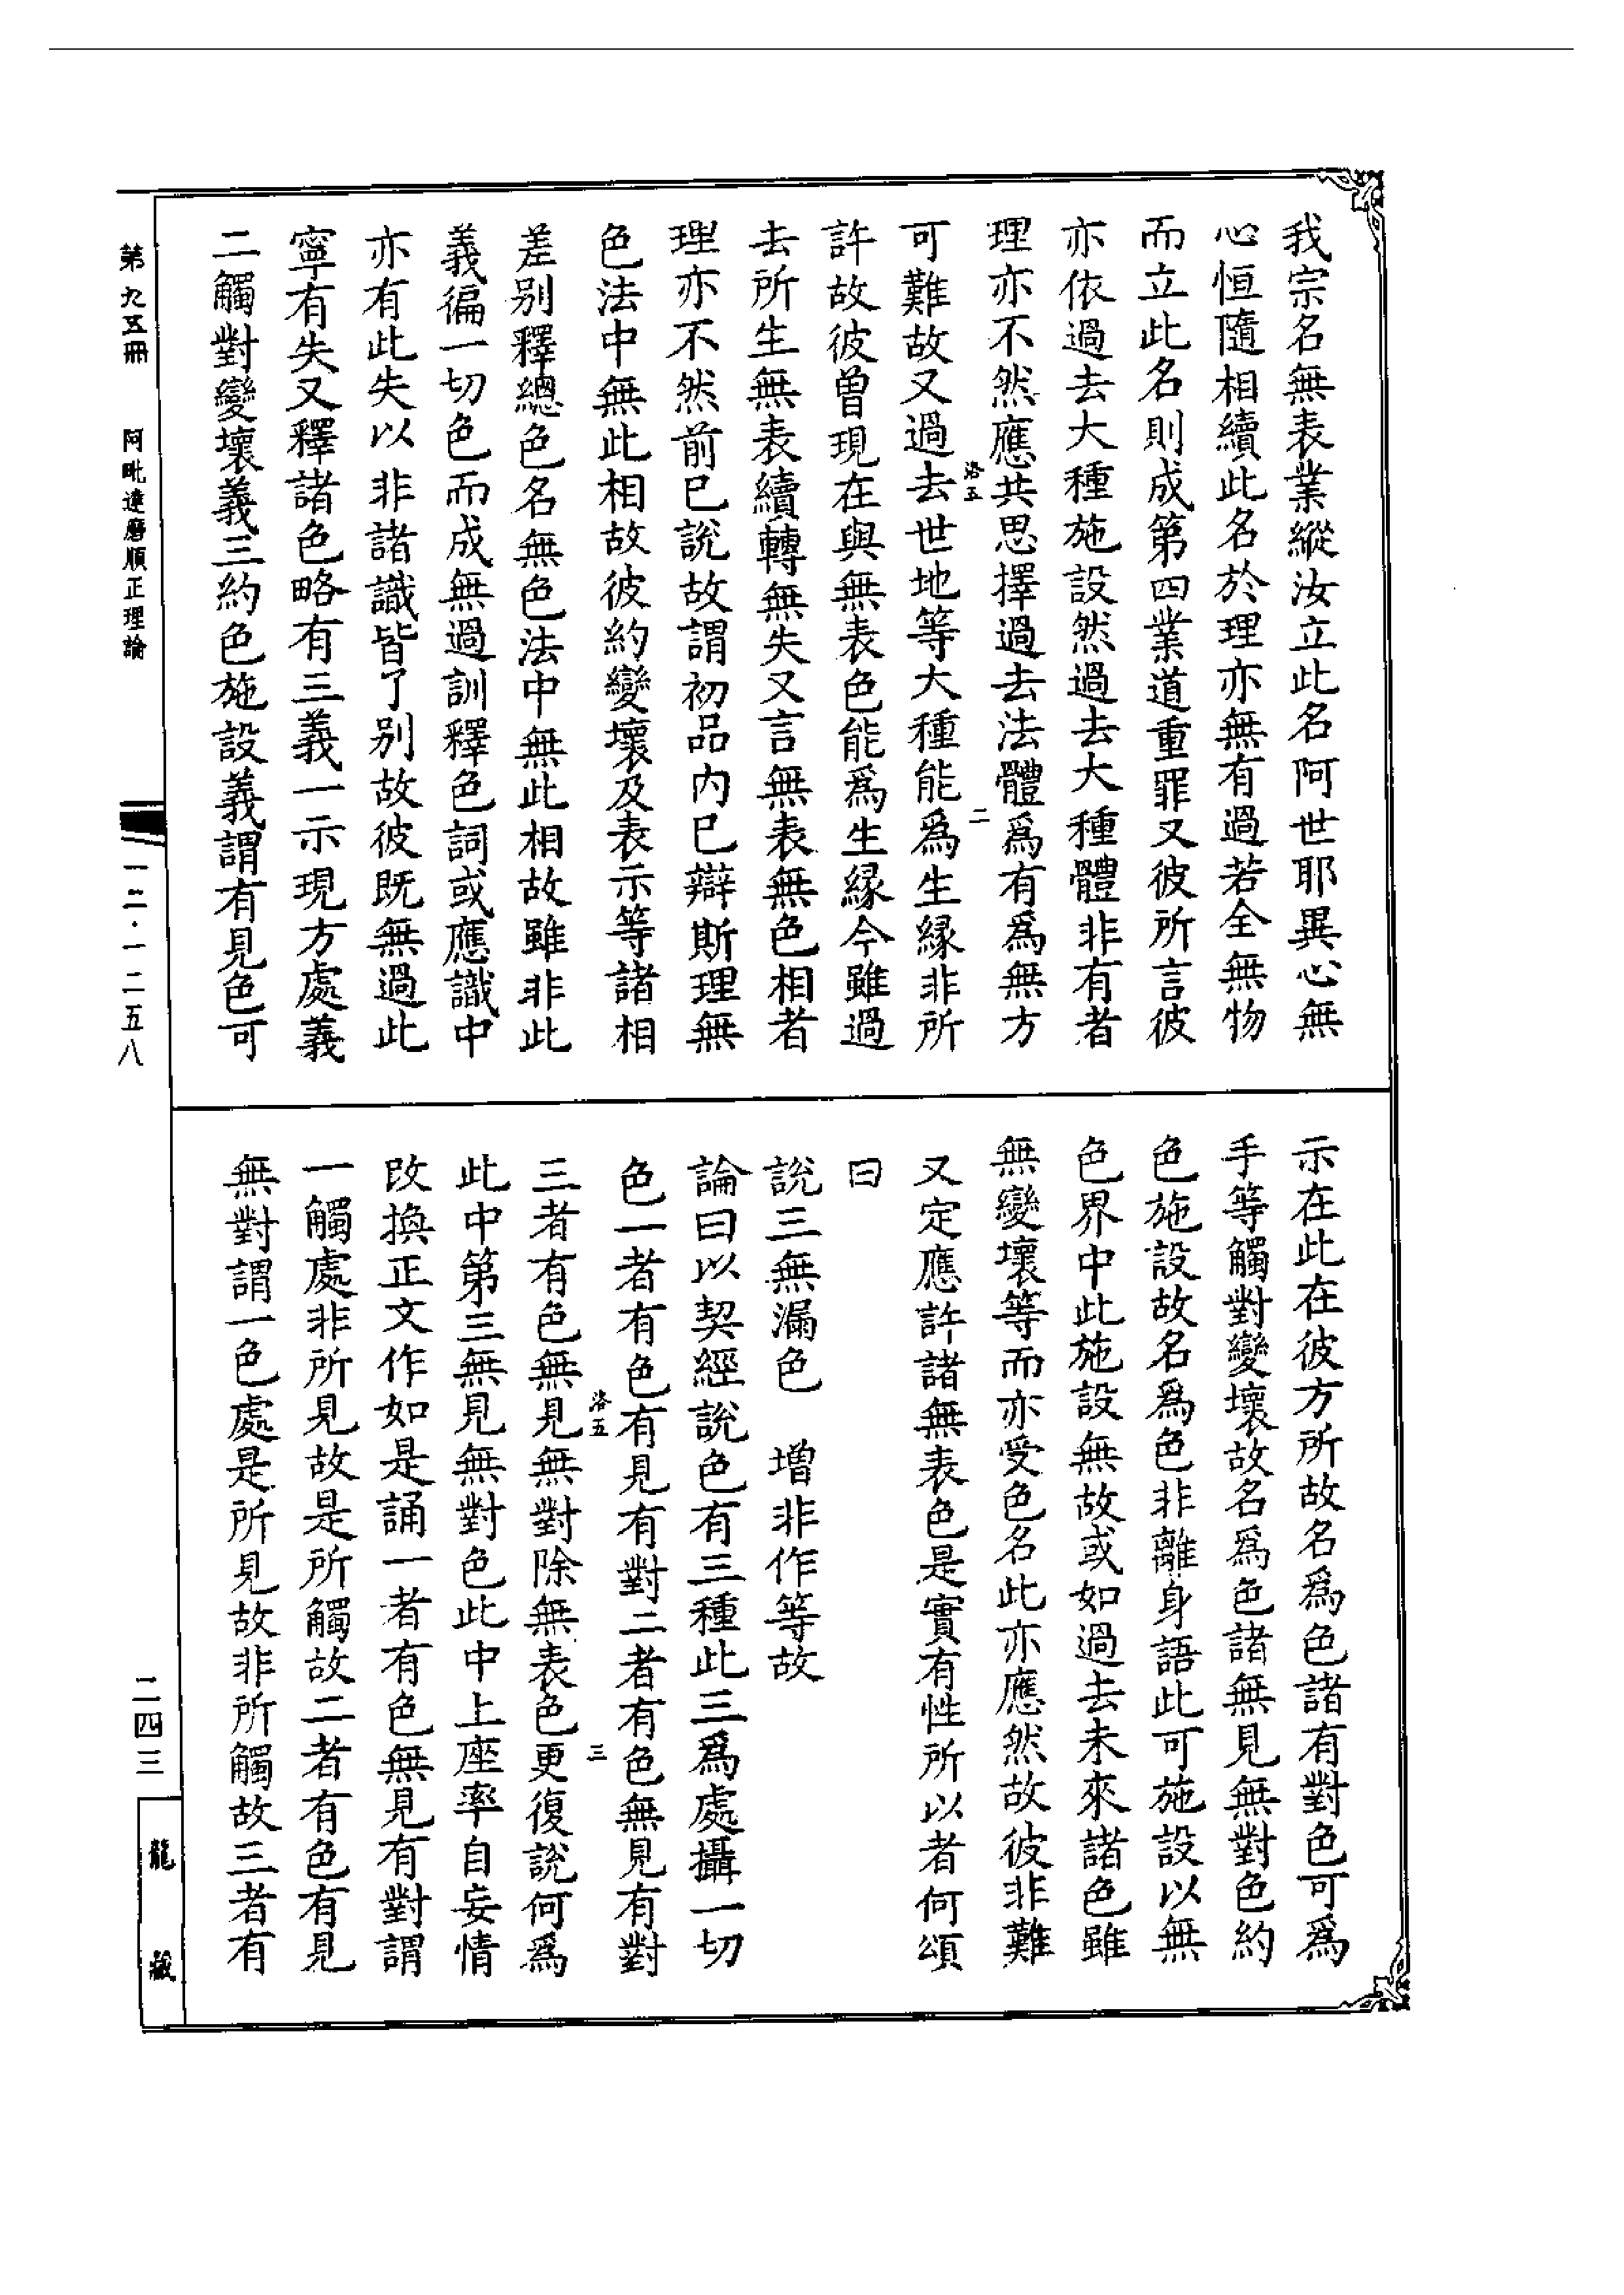 我宗名無表業縱汝立此名阿世耶異心無
心恒隨相續此名於理亦無有過若全無物
而立此名則成第四業道重罪又彼所言彼
亦依過去大種施設然過去大種體非有者
理亦不然應共思擇過去法體爲有爲無方
洛五
二
可難故又過去世地等大種能爲生緣非所
許故彼曾現在與無表色能爲生緣今雖過
去所生無表續轉無失又言無表無色相者
理亦不然前已說故謂初品內已辯斯理無
色法中無此相故彼約變壞及表示等諸相
差別釋總色名無色法中無此相故雖非此
義徧一切色而成無過訓釋色詞或應識中
亦有此失以非諸識皆了別故彼既無過此
寧有失又釋諸色略有三義一示現方處義
二觸對變壞義三約色施設義謂有見色可
示在此在彼方所故名爲色諸有對色可爲
手等觸對變壞故名爲色諸無見無對色約
色施設故名爲色非離身語此可施設以無
色界中此施設無故或如過去未來諸色雖
無變壞等而亦受色名此亦應然故彼非難
又定應許諸無表色是實有性所以者何頌
曰
說三無漏色　增非作等故
論曰以契經說色有三種此三爲處攝一切
色一者有色有見有對二者有色無見有對
洛五
三
三者有色無見無對除無表色更復說何爲
此中第三無見無對色此中上座率自妄情
改換正文作如是誦一者有色無見有對謂
一觸處非所見故是所觸故二者有色有見
無對謂一色處是所見故非所觸故三者有
第九五冊　阿毗達磨順正理論
一二·一二五八
二四三
龍藏